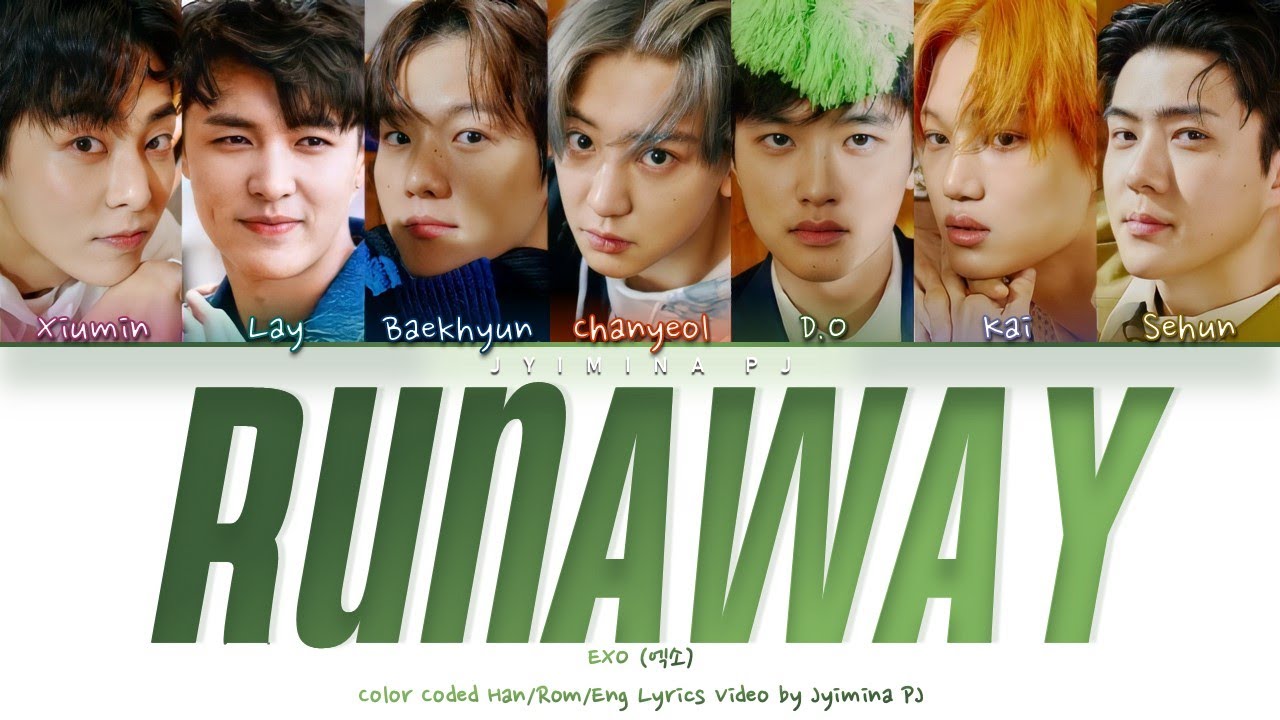 Xiumin Lay Baekhyun Chanyeol D.O Kai Sehun
JYIMINA PJ
RUNAWAY
EXO (엑소)
Color Coded Han/Rom/Eng Lyrics Video by Jyimina PJ